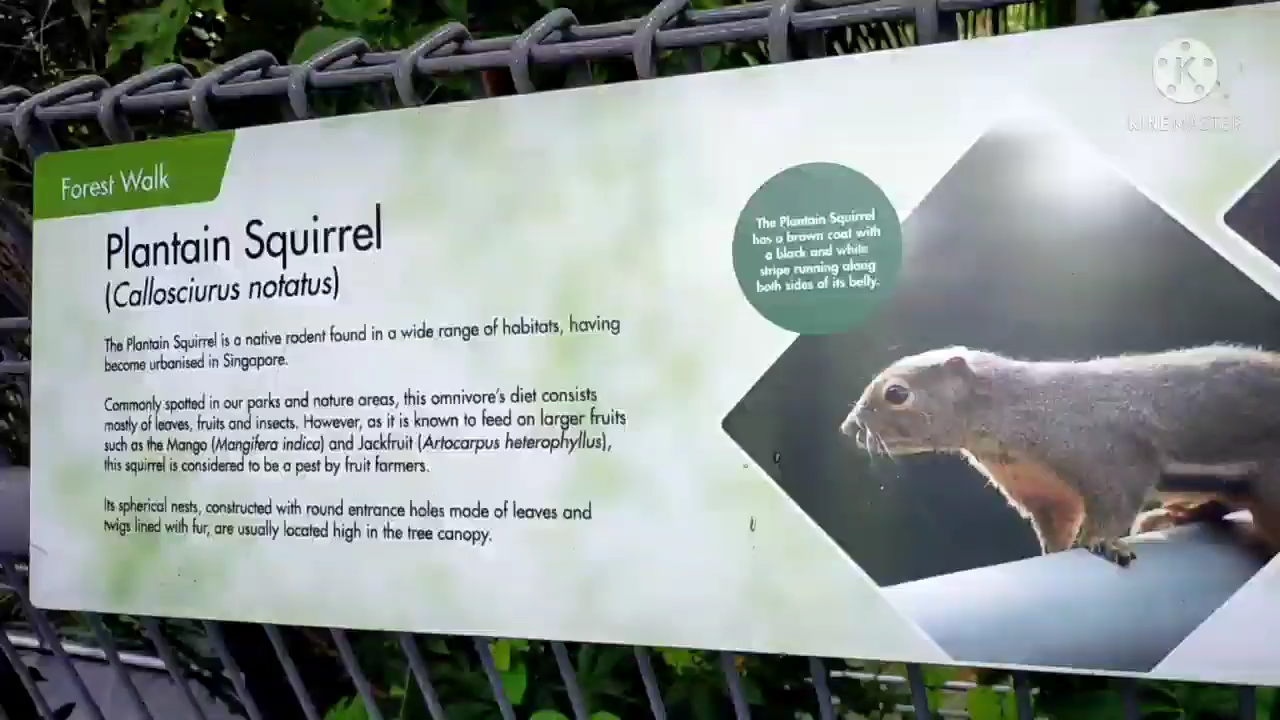 Forest Walk
Plantain Squirrel
(Callosciurus notatus)
The Plantain Squirrel is a native rodent found in a wide range of habitats, having
become urbanised in Singapore.
Commonly spotted in our parks and nature areas, this omnivore's diet consists
mostly of leaves, fruits and insects. However, as it is known to feed on larger fruits
such as the Mango (Mangifera indica) and Jackfruit (Artocarpus heterophyllus),
this squirrel is considered to be a pest by fruit farmers.
Its spherical nests, constructed with round entrance holes made of leaves and
twigs lined with fur, are usually located high in the tree canopy.
The Plantain Squirrel
has a brown coat with
a black and white
stripe running along
both sides of its belly.
K
KINEMASTER